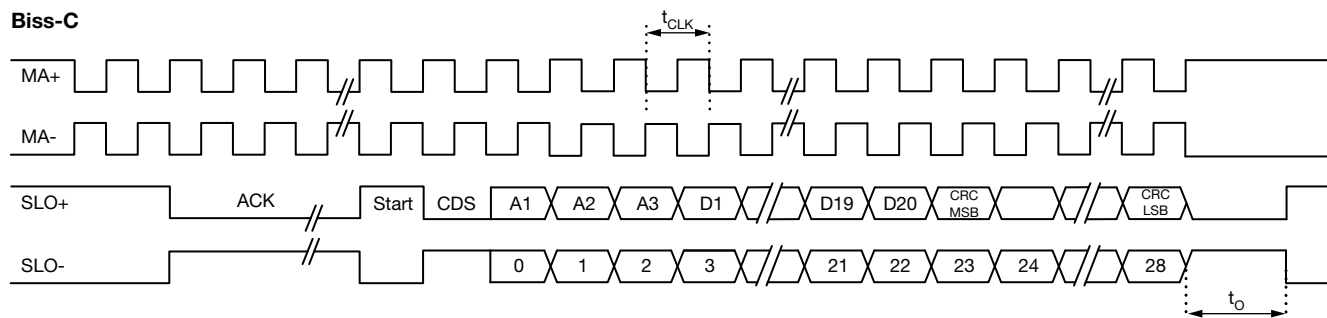 Biss-C
tCLK
MA+
MA-
SLO+ ACK Start CDS A1 A2 A3 D1 D19 D20 CRC MSB CRC LSB
SLO- 0 1 2 3 21 22 23 24 28
tO